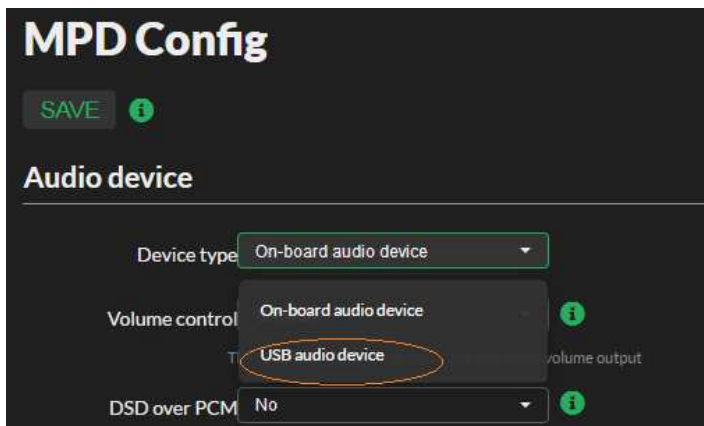 MPD Config
SAVE
Audio device
Device type On-board audio device
On-board audio device
Volume control
USB audio device
T volume output
DSD over PCM No